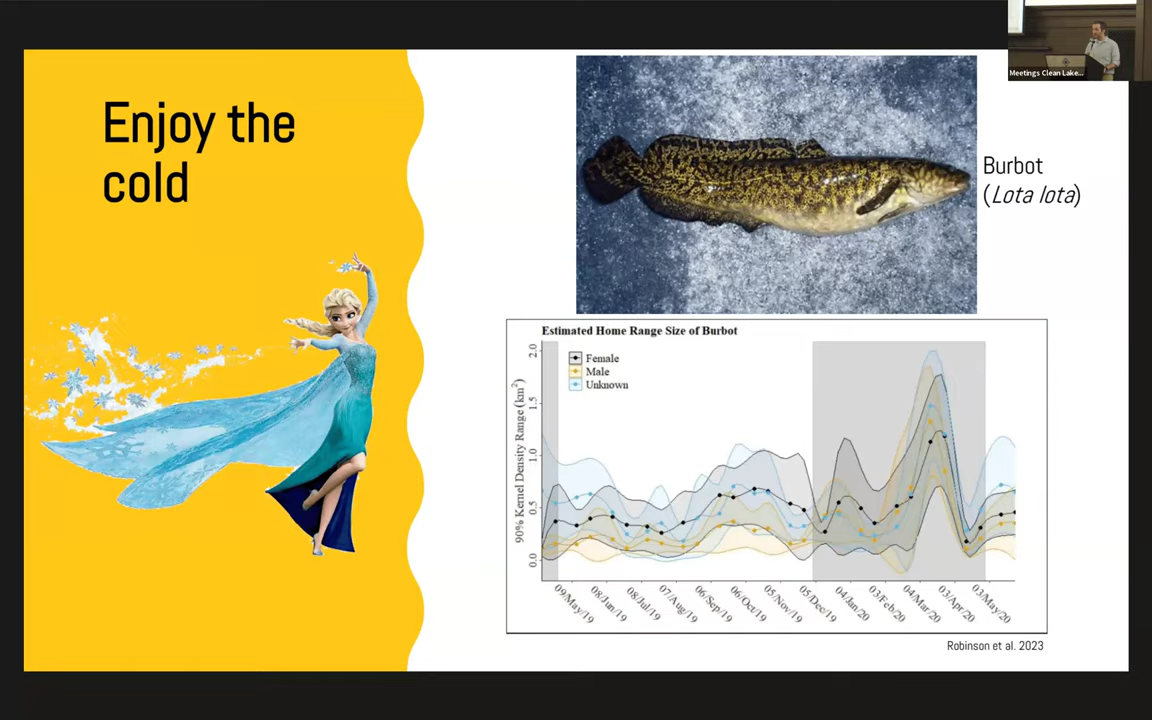 Meetings Clean Lake...
Enjoy the
cold
Burbot
(Lota lota)
Estimated Home Range Size of Burbot
Female
Male
Unknown
90% Kernel Density Range (km²)
2.0
1.5
1.0
0.5
0.0
09/May/19
08/Jun/19
08/Jul/19
07/Aug/19
06/Sep/19
06/Oct/19
05/Nov/19
05/Dec/19
04/Jan/20
03/Feb/20
04/Mar/20
03/Apr/20
03/May/20
Robinson et al. 2023